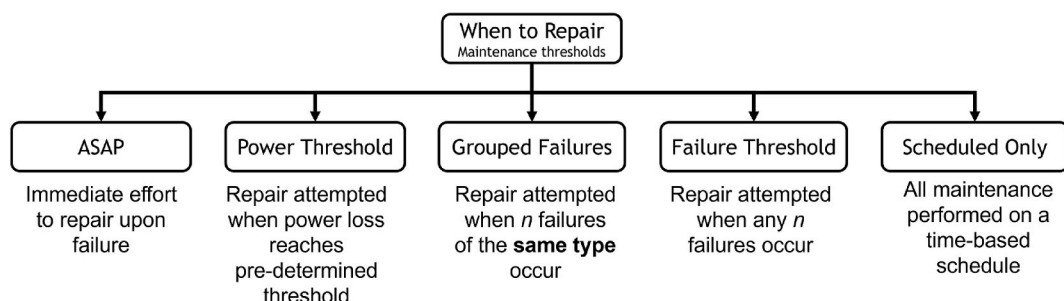 When to Repair
Maintenance thresholds
ASAP
Immediate effort
to repair upon
failure
Power Threshold
Repair attempted
when power loss
reaches
pre-determined
threshold
Grouped Failures
Repair attempted
when n failures
of the same type
occur
Failure Threshold
Repair attempted
when any n
failures occur
Scheduled Only
All maintenance
performed on a
time-based
schedule